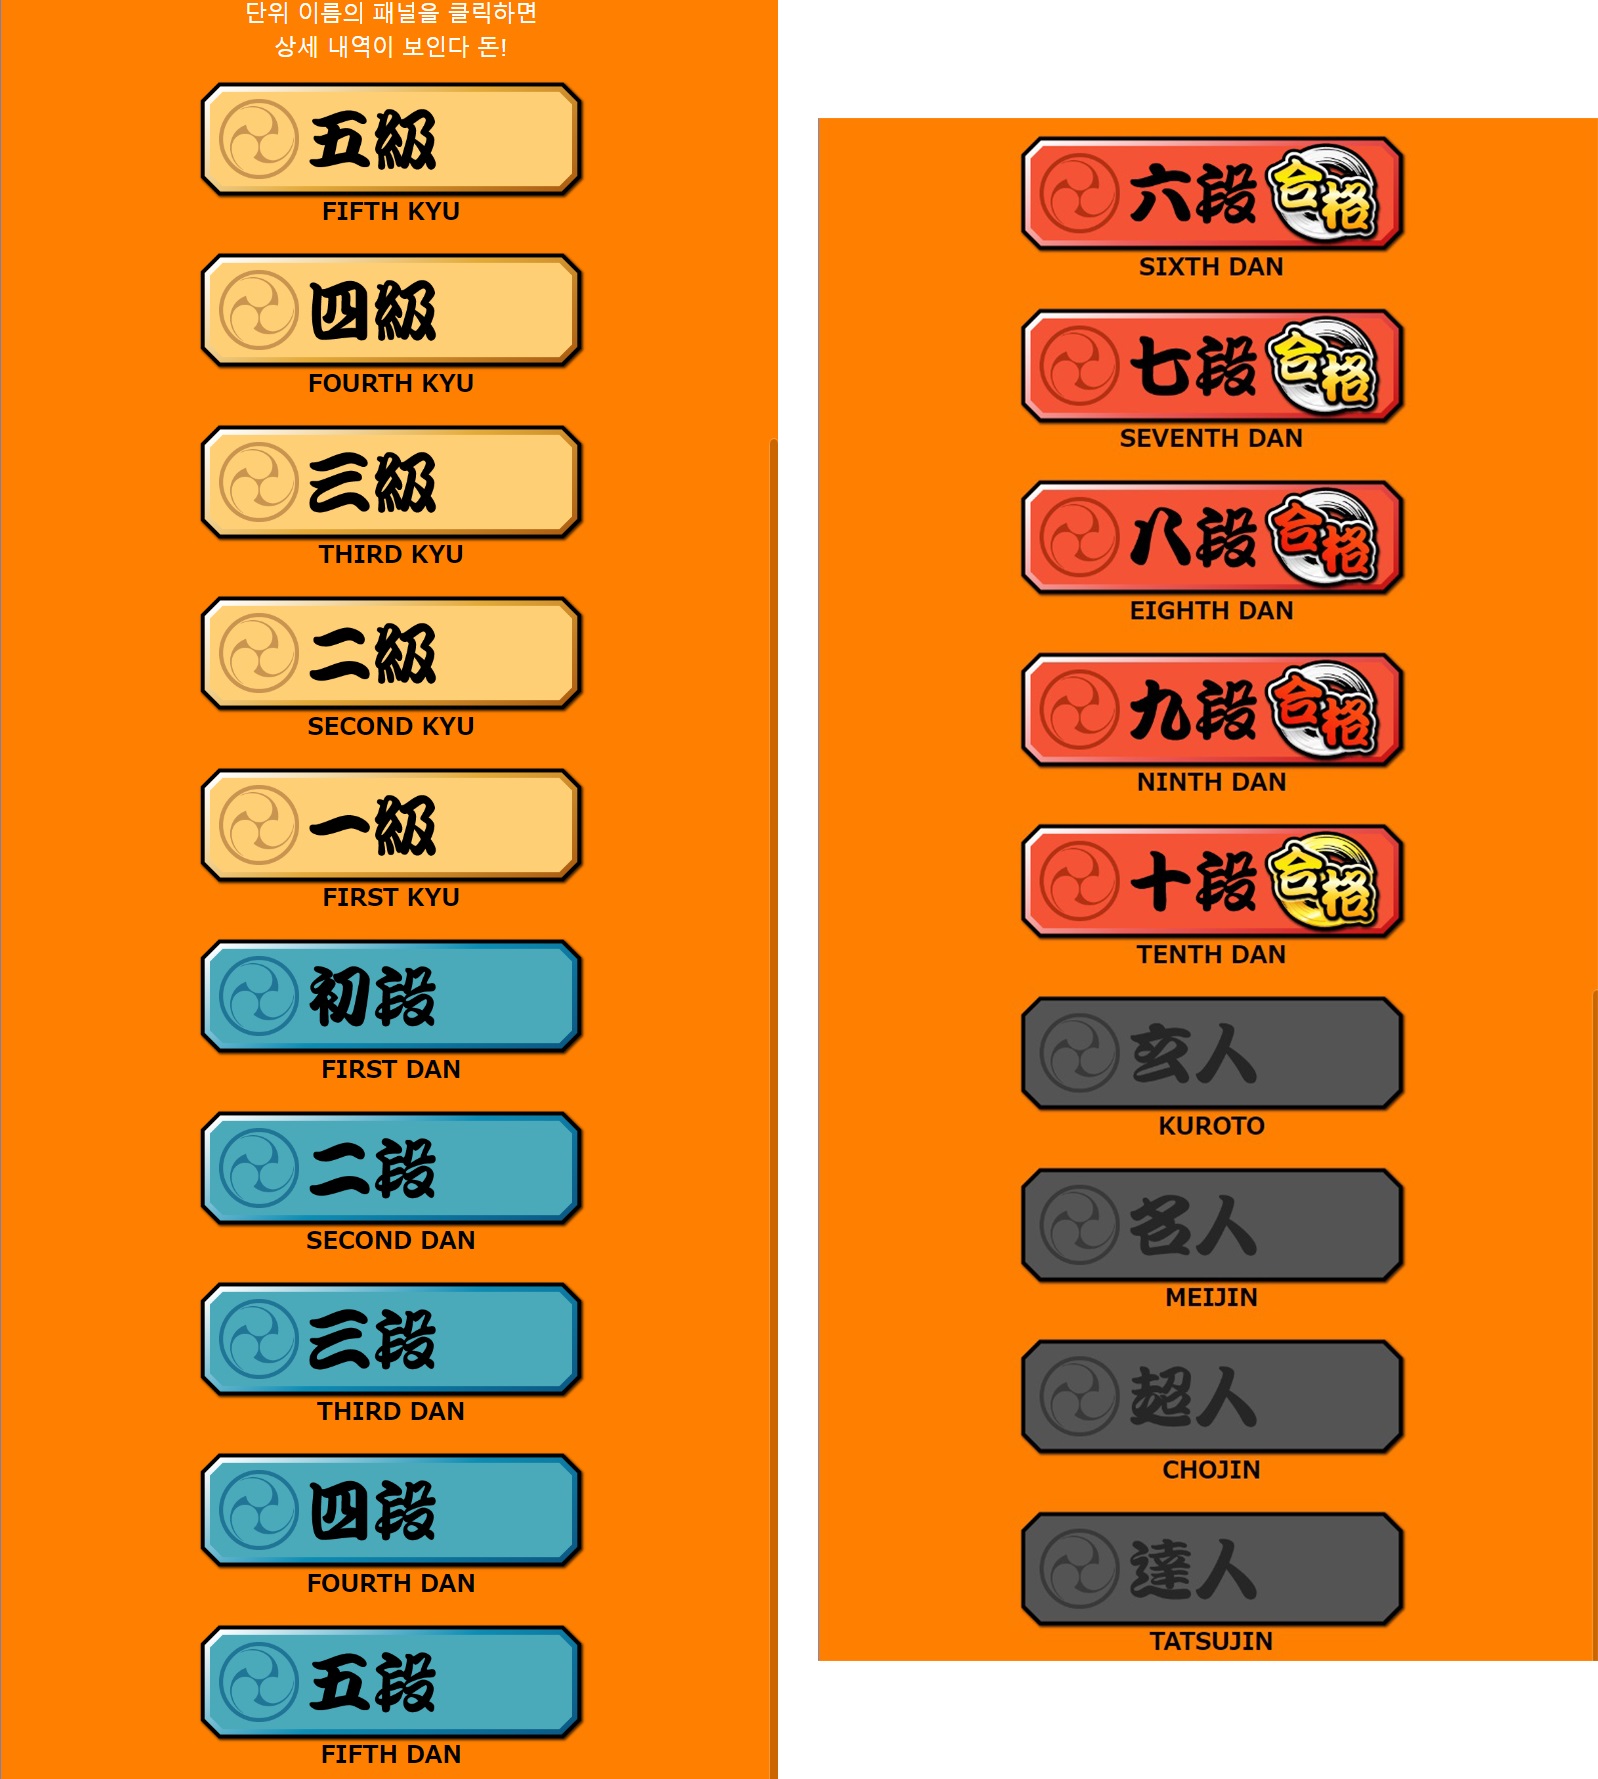 단위 이름의 패널을 클릭하면
상세 내역이 보인다 돈!
五級
FIFTH KYU
四級
FOURTH KYU
三級
THIRD KYU
二級
SECOND KYU
一級
FIRST KYU
初段
FIRST DAN
二段
SECOND DAN
三段
THIRD DAN
四段
FOURTH DAN
五段
FIFTH DAN
六段 合格
SIXTH DAN
七段 合格
SEVENTH DAN
八段 合格
EIGHTH DAN
九段 合格
NINTH DAN
十段 合格
TENTH DAN
玄人
KUROTO
名人
MEIJIN
超人
CHOJIN
達人
TATSUJIN